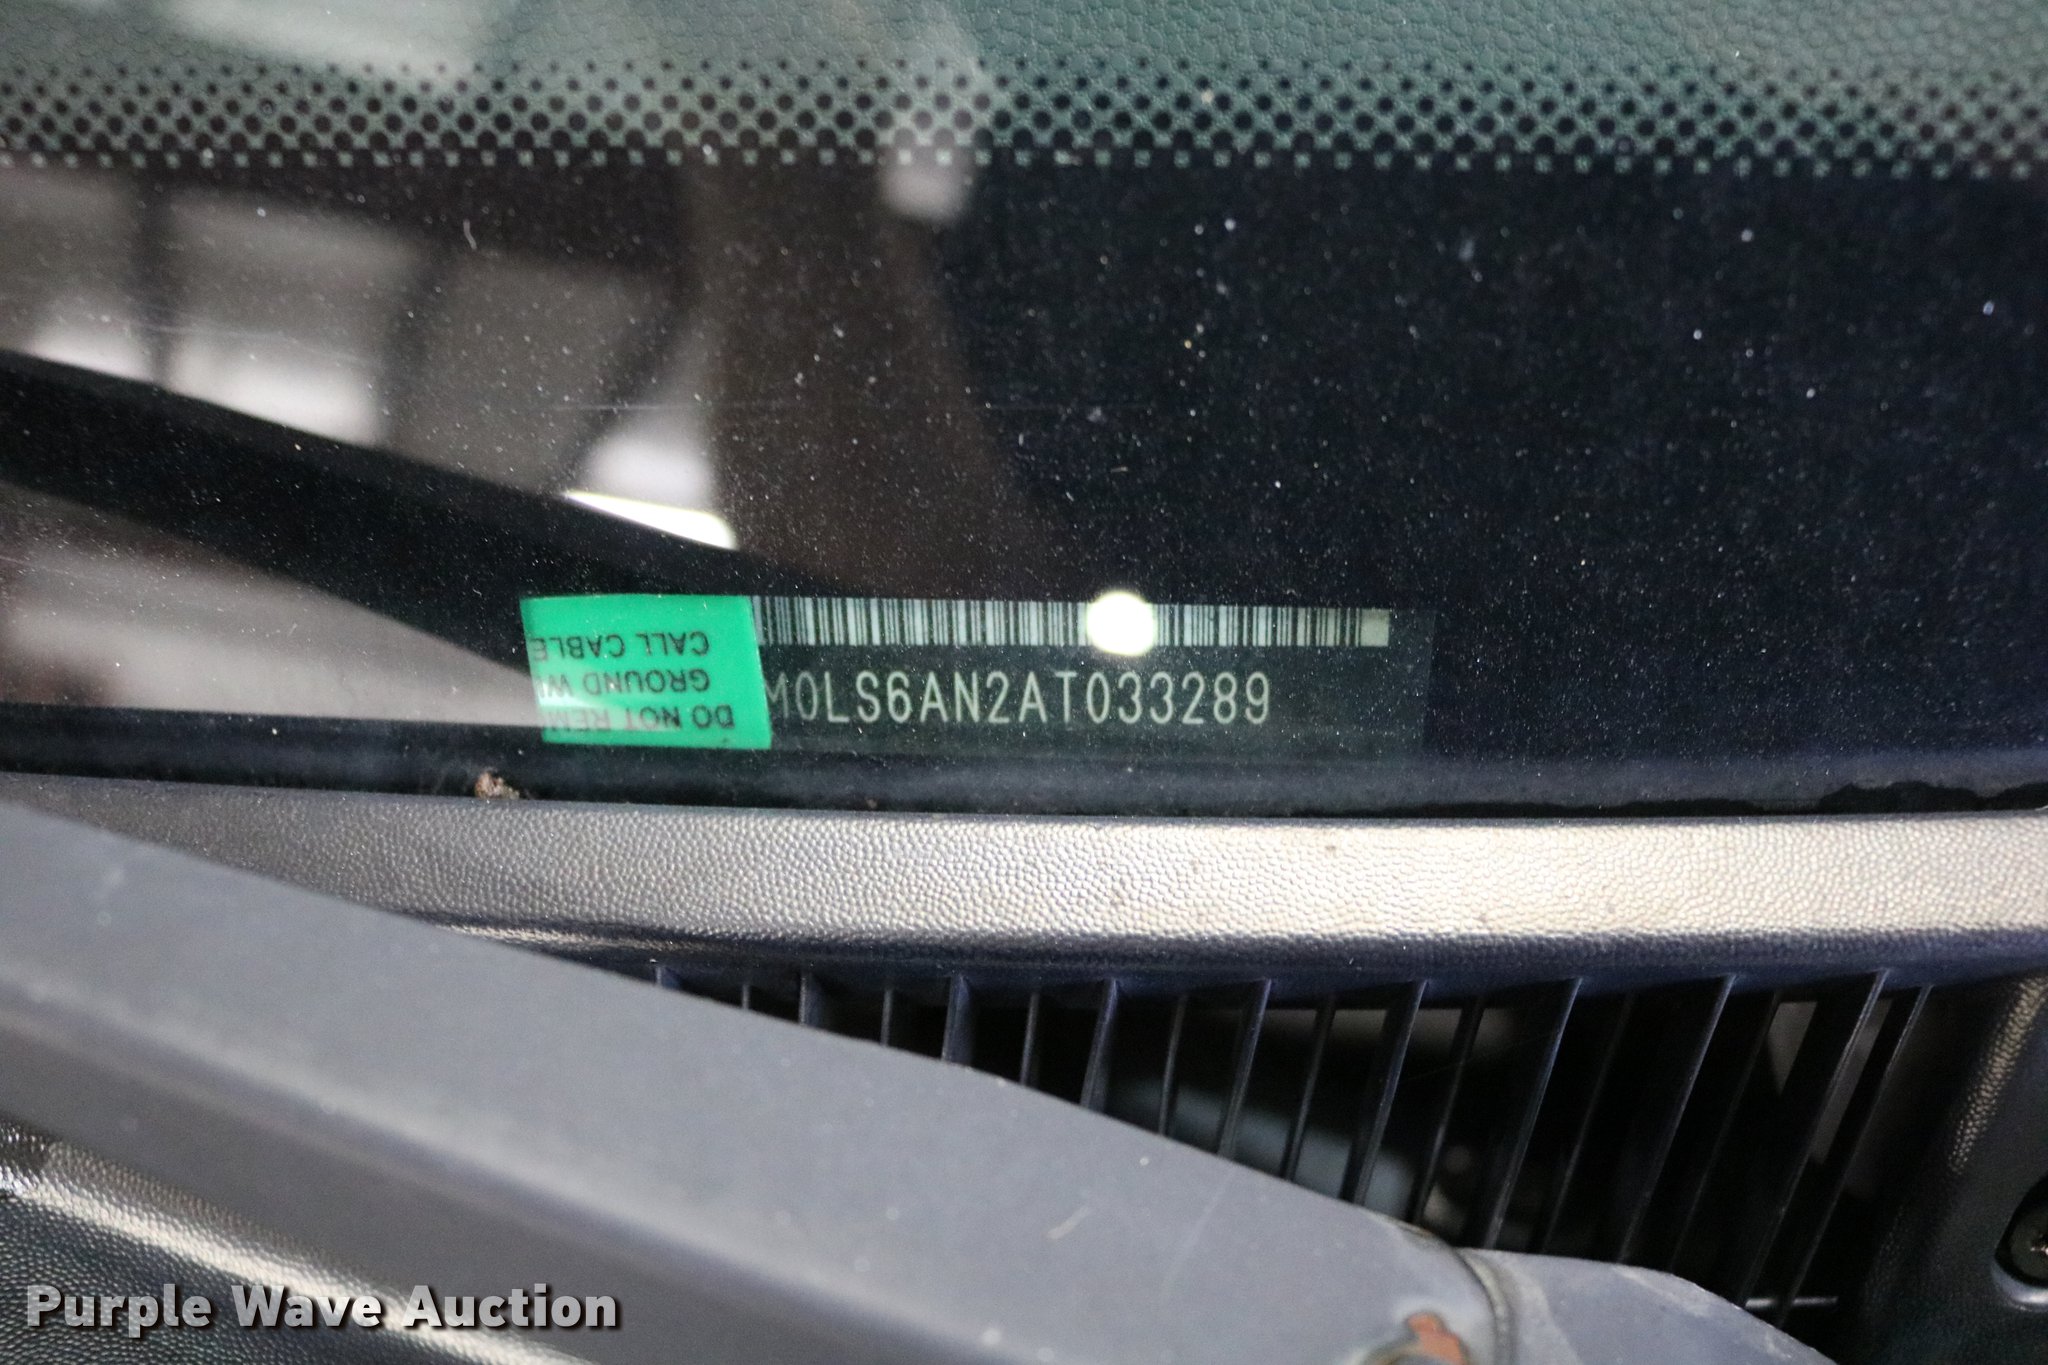 CALL CABLE
GROUND
DO NOT REM
M0LS6AN2AT033289
Purple Wave Auction